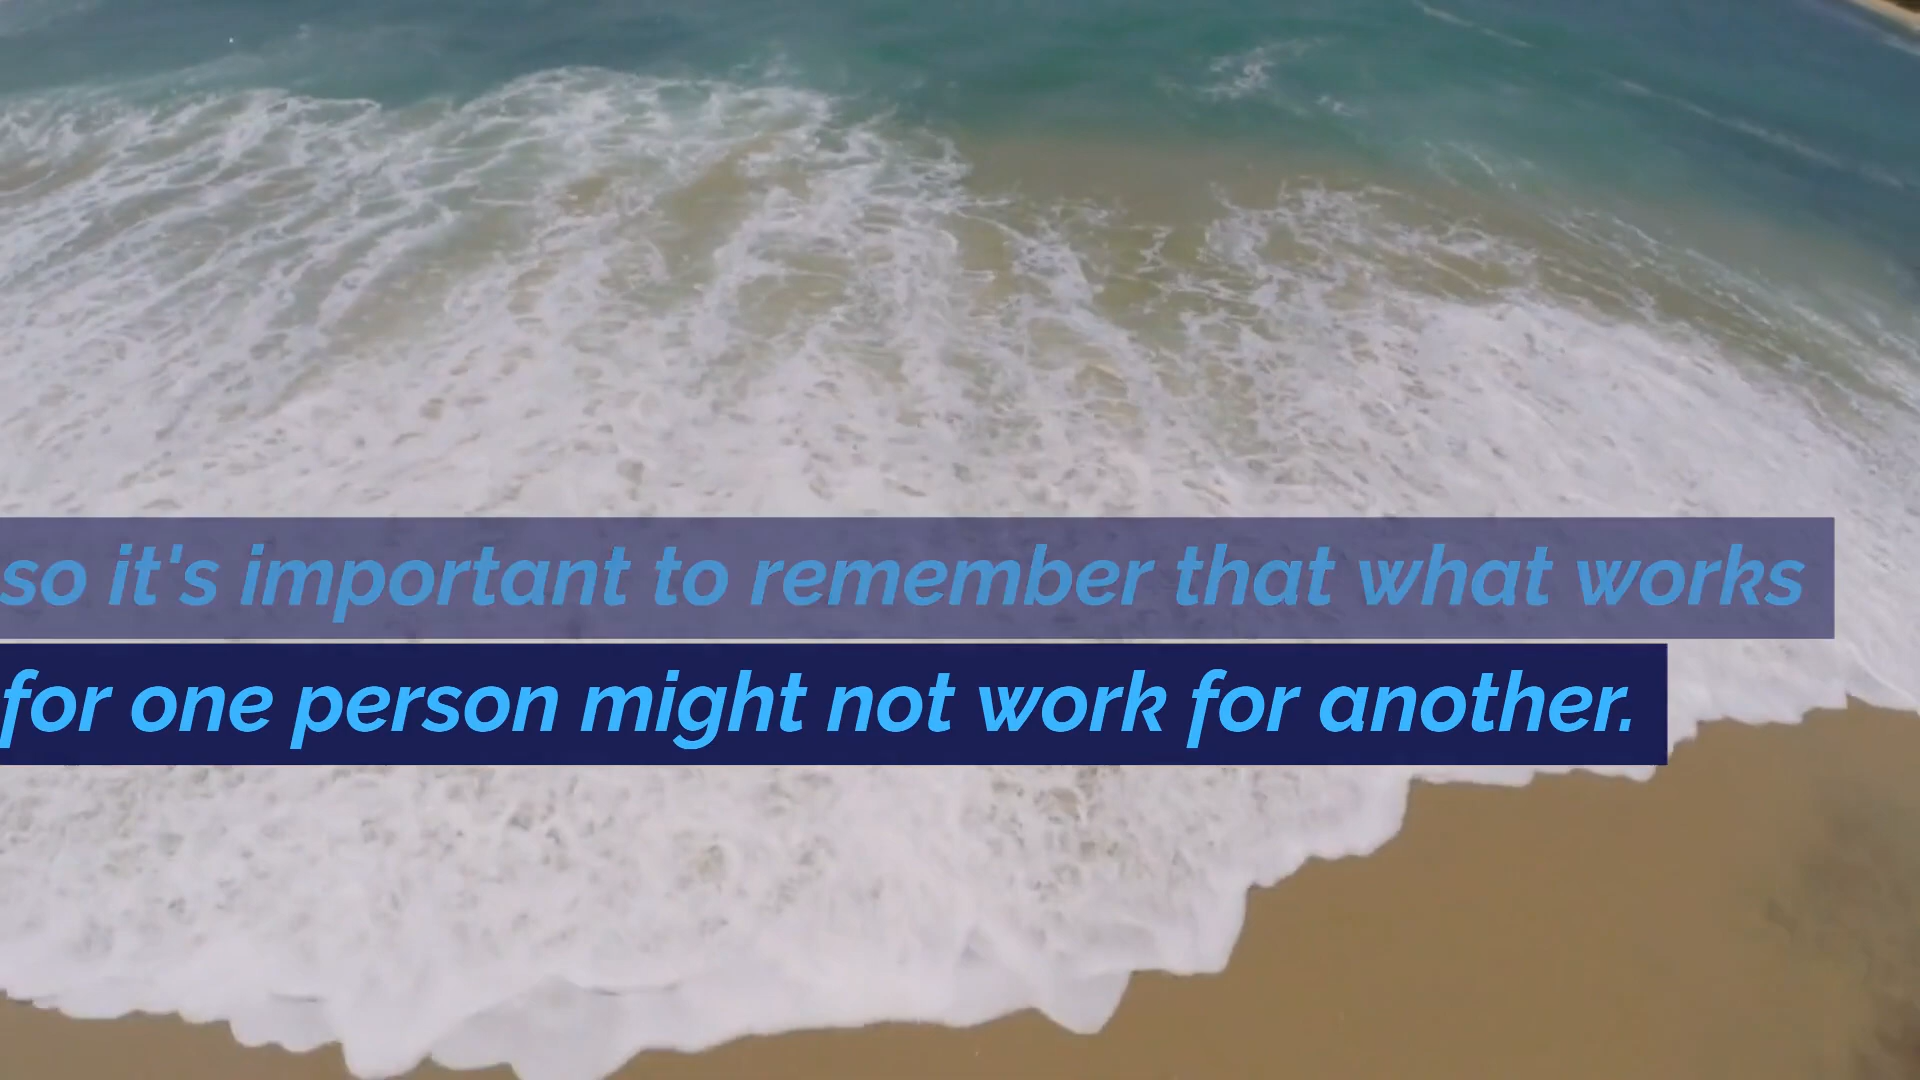 so it's important to remember that what works
for one person might not work for another.